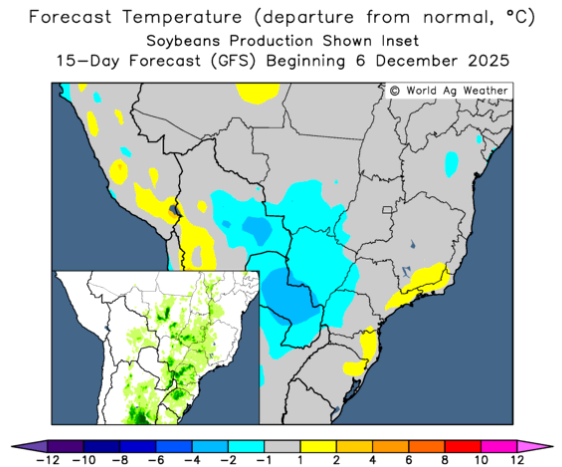 Forecast Temperature (departure from normal, °C)
Soybeans Production Shown Inset
15-Day Forecast (GFS) Beginning 6 December 2025
© World Ag Weather
-12 -10 -8 -6 -4 -2 -1 1 2 4 6 8 10 12